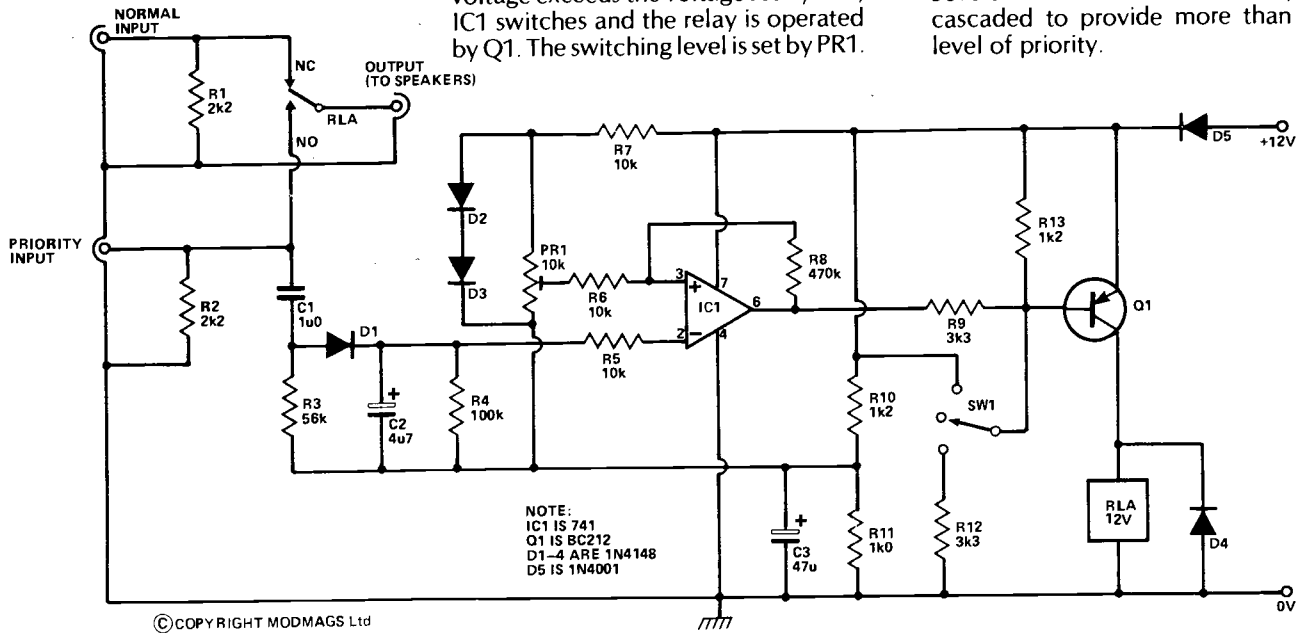 voltage exceeds the voltage
IC1 switches and the relay is operated
by Q1. The switching level is set by PR1.
cascaded to provide more than
level of priority.
NORMAL
INPUT
R1
2k2
NC
RLA
NO
OUTPUT
(TO SPEAKERS)
PRIORITY
INPUT
R2
2k2
C1
1u0
D1
R3
56k
+
C2
4u7
R4
100k
D2
D3
R7
10k
PR1
10k
R6
10k
R5
10k
3
+
2
−
7
IC1
4
6
R8
470k
R9
3k3
R10
1k2
SW1
R13
1k2
Q1
D5
+12V
C3
47u
+
R11
1k0
R12
3k3
RLA
12V
D4
0V
NOTE:
IC1 IS 741
Q1 IS BC212
D1–4 ARE 1N4148
D5 IS 1N4001
©COPYRIGHT MODMAGS Ltd